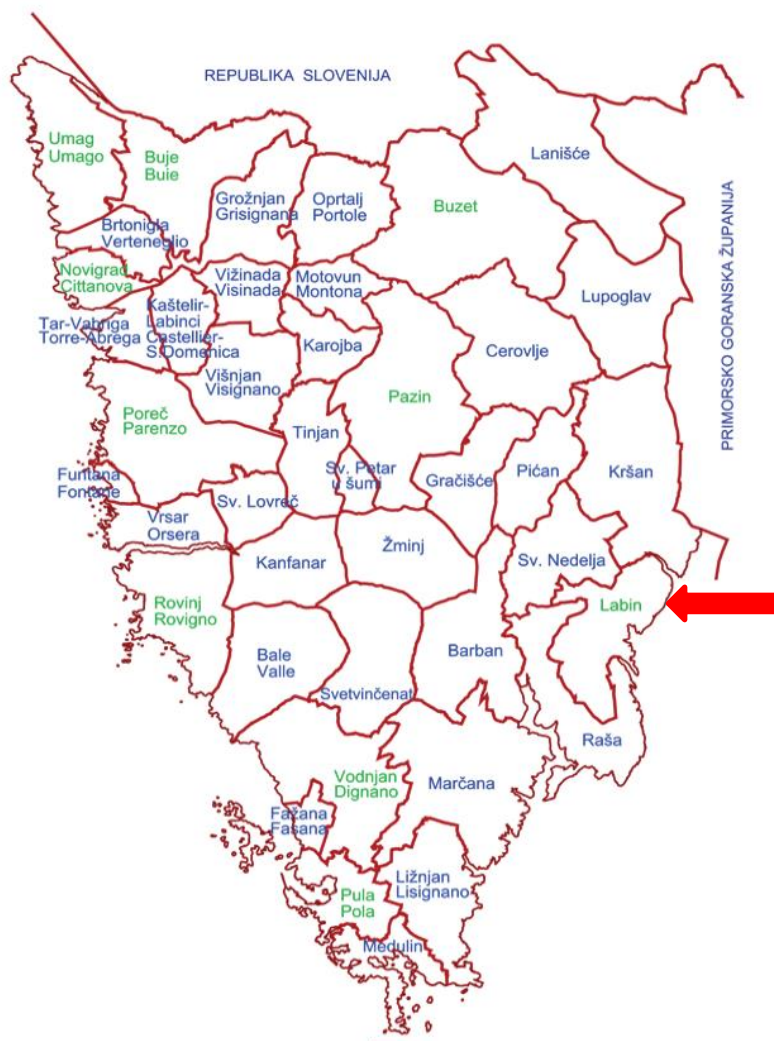 REPUBLIKA SLOVENIJA
Umag
Umago
Buje
Buie
Lanišće
Grožnjan
Grisignana
Oprtalj
Portole
Buzet
PRIMORSKO GORANSKA ŽUPANIJA
Brtonigla
Verteneglio
Novigrad
Cittanova
Vižinada
Visinada
Motovun
Montona
Lupoglav
Tar-Vabriga
Torre-Abrega
Kaštelir-
Labinci
Castellier-
S.Domenica
Karojba
Cerovlje
Višnjan
Visignano
Pazin
Poreč
Parenzo
Tinjan
Sv. Petar
u šumi
Gračišće
Pićan
Kršan
Funtana
Fontane
Sv. Lovreč
Vrsar
Orsera
Žminj
Kanfanar
Sv. Nedelja
Rovinj
Rovigno
Labin
Bale
Valle
Barban
Svetvinčenat
Raša
Vodnjan
Dignano
Marčana
Fažana
Fasana
Ližnjan
Lisignano
Pula
Pola
Medulin